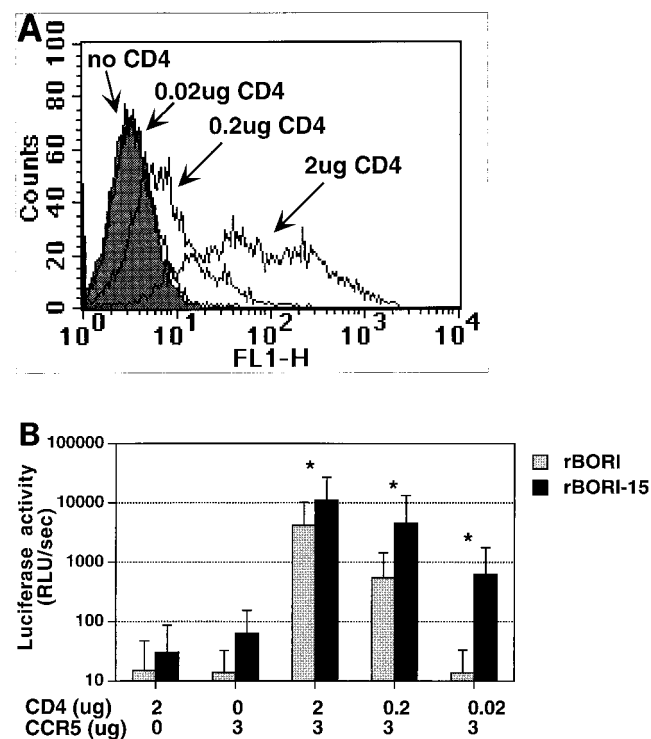 A
100
80
60
40
20
0
Counts
no CD4
0.02ug CD4
0.2ug CD4
2ug CD4
10^0 10^1 10^2 10^3 10^4
FL1-H
B
100000
10000
1000
100
10
Luciferase activity
(RLU/sec)
* * *
rBORI
rBORI-15
CD4 (ug) 2 0 2 0.2 0.02
CCR5 (ug) 0 3 3 3 3